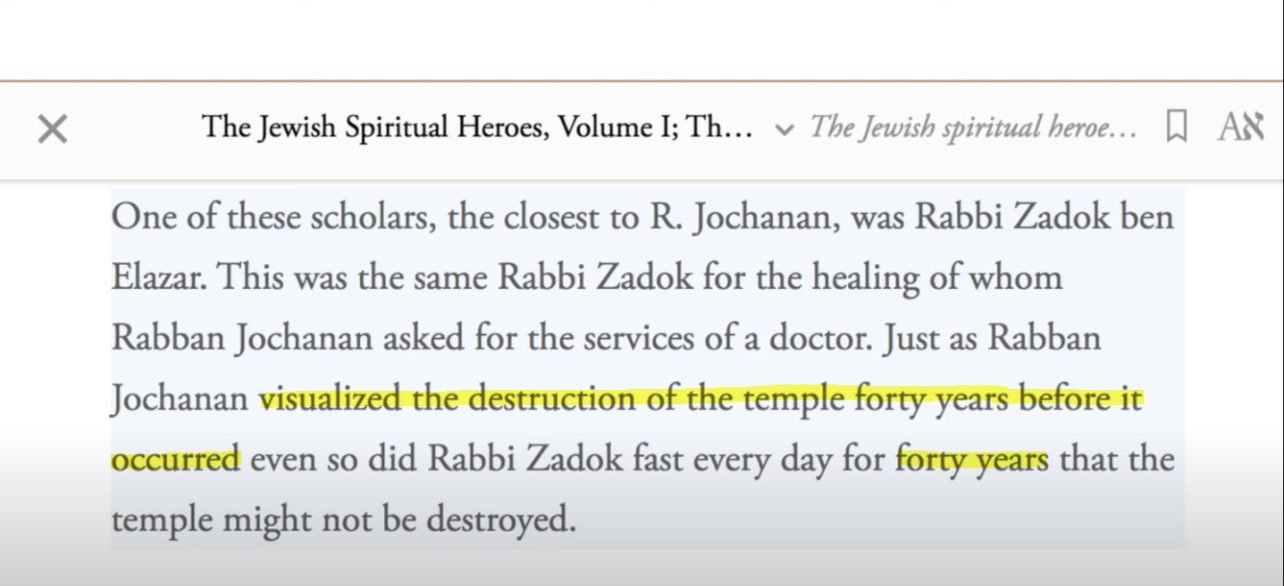 The Jewish Spiritual Heroes, Volume I; Th... The Jewish spiritual heroe... Aא
One of these scholars, the closest to R. Jochanan, was Rabbi Zadok ben
Elazar. This was the same Rabbi Zadok for the healing of whom
Rabban Jochanan asked for the services of a doctor. Just as Rabban
Jochanan visualized the destruction of the temple forty years before it
occurred even so did Rabbi Zadok fast every day for forty years that the
temple might not be destroyed.